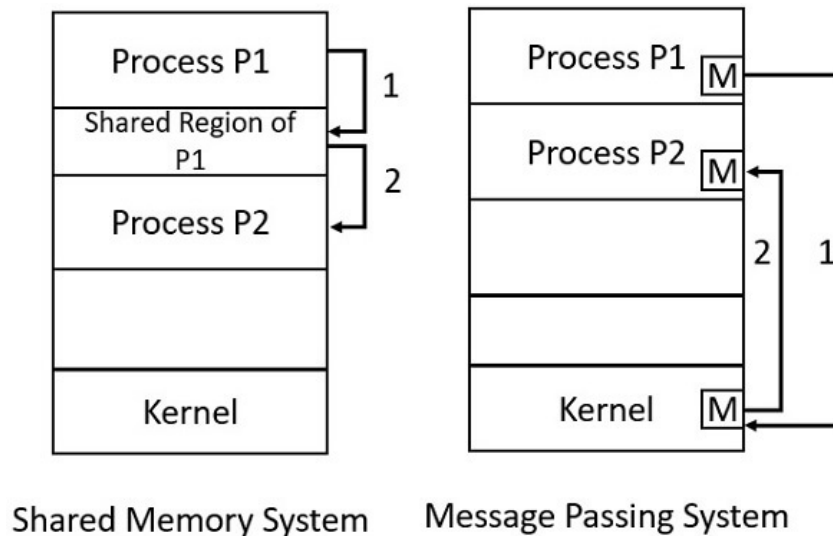 Process P1
1
Shared Region of
P1
2
Process P2
Kernel
Shared Memory System
Process P1
M
Process P2
M
2
1
Kernel
M
Message Passing System